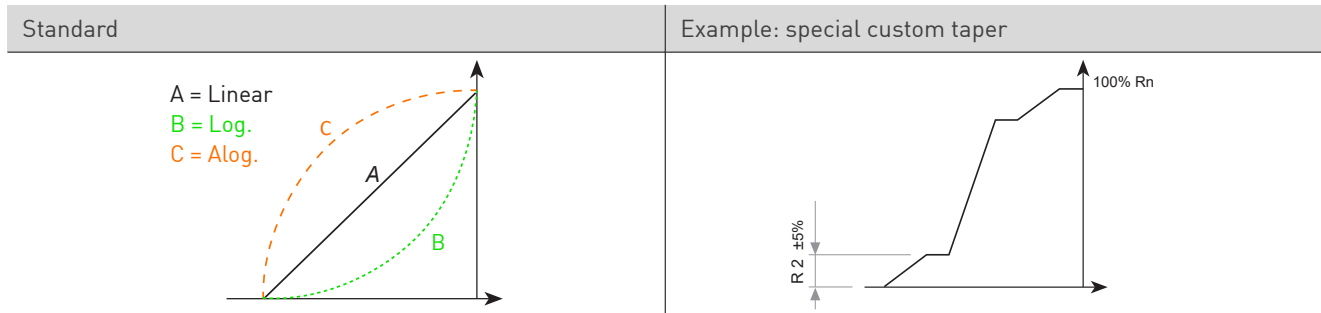 Standard
Example: special custom taper
A = Linear
B = Log.
C = Alog.
C
A
B
100% Rn
R 2 ±5%